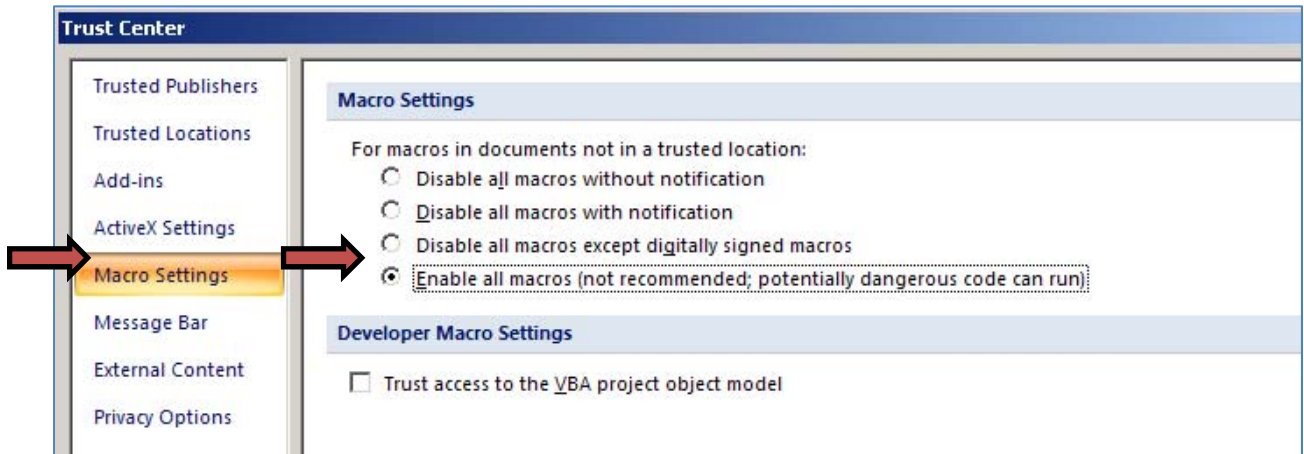 Trust Center
Trusted Publishers
Trusted Locations
Add-ins
ActiveX Settings
Macro Settings
Message Bar
External Content
Privacy Options
Macro Settings
For macros in documents not in a trusted location:
Disable all macros without notification
Disable all macros with notification
Disable all macros except digitally signed macros
Enable all macros (not recommended; potentially dangerous code can run)
Developer Macro Settings
Trust access to the VBA project object model